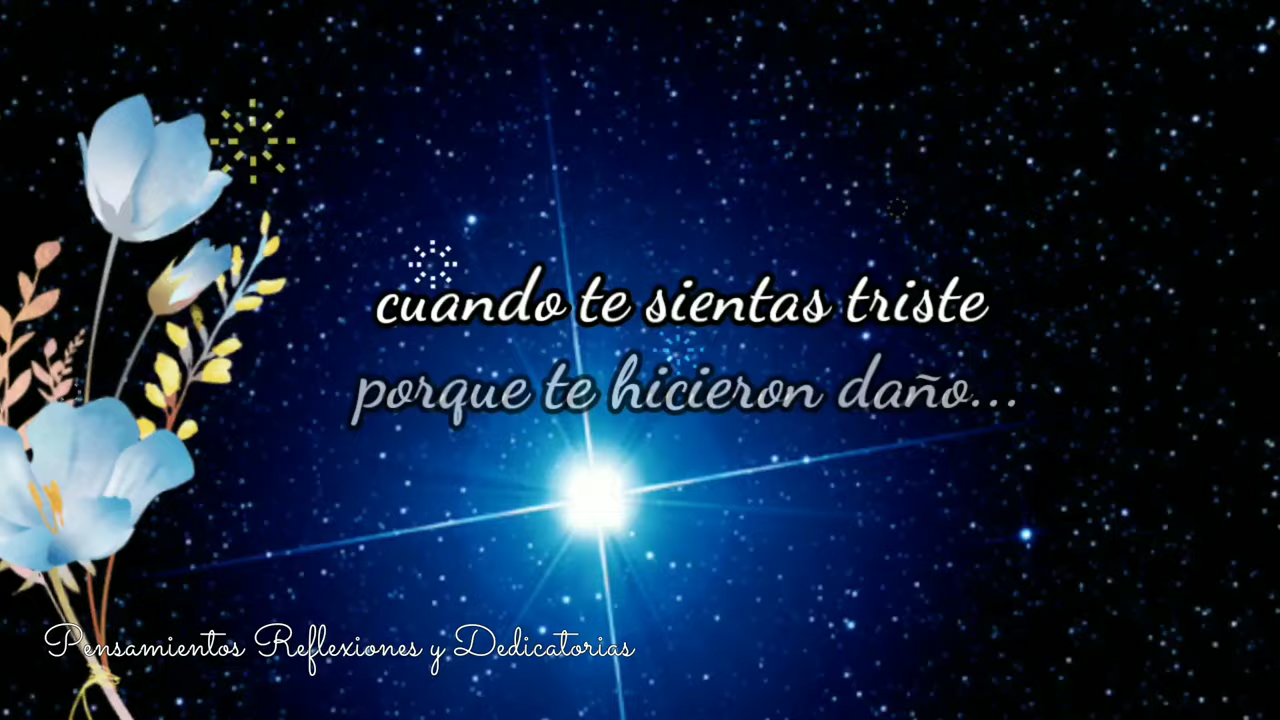 cuando te sientas triste
porque te hicieron daño...
Pensamientos Reflexiones y Dedicatorias